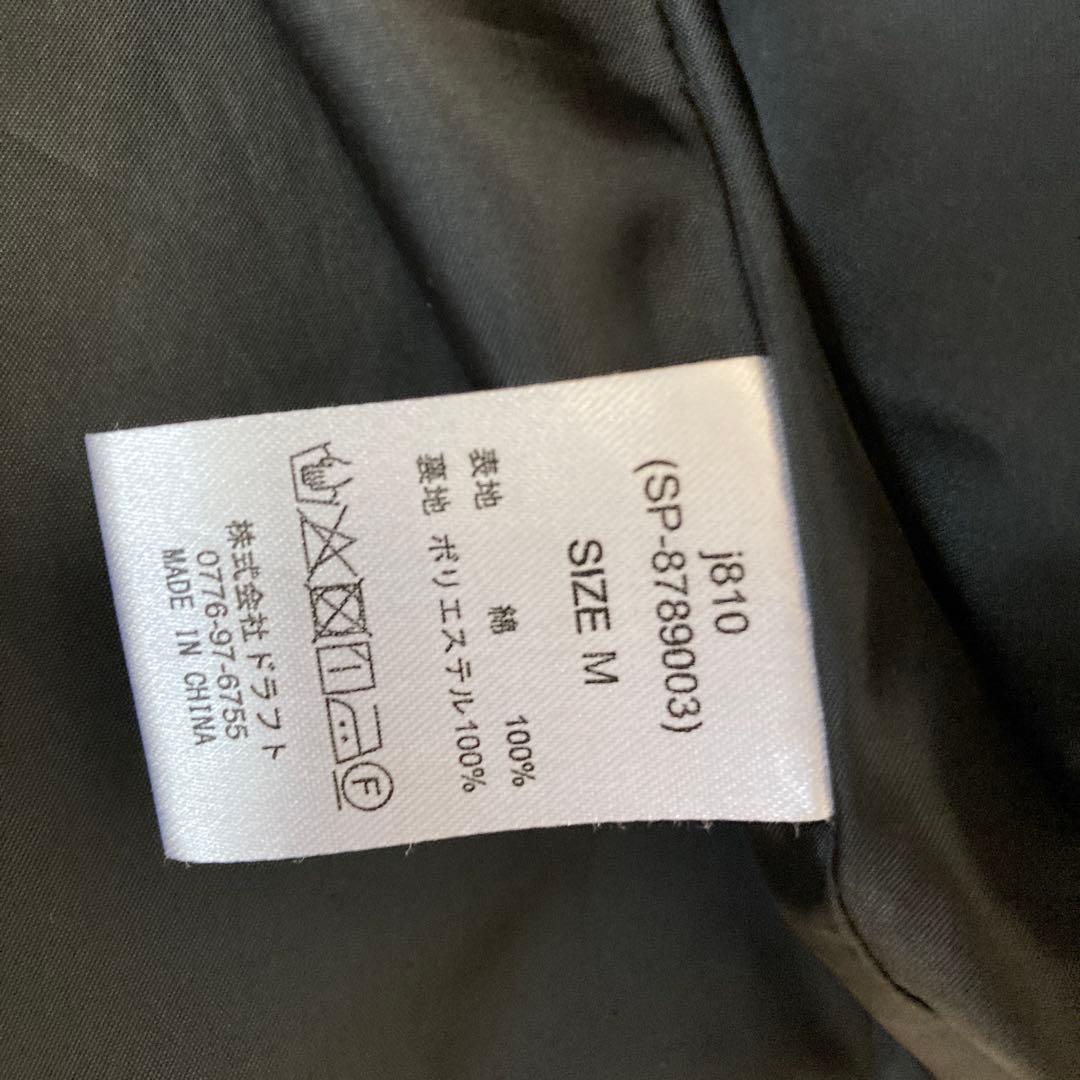 j810
(SP-8789003)
SIZE M
表地 綿 100%
裏地 ポリエステル100%
F
株式会社ドラフト
0776-97-6755
MADE IN CHINA